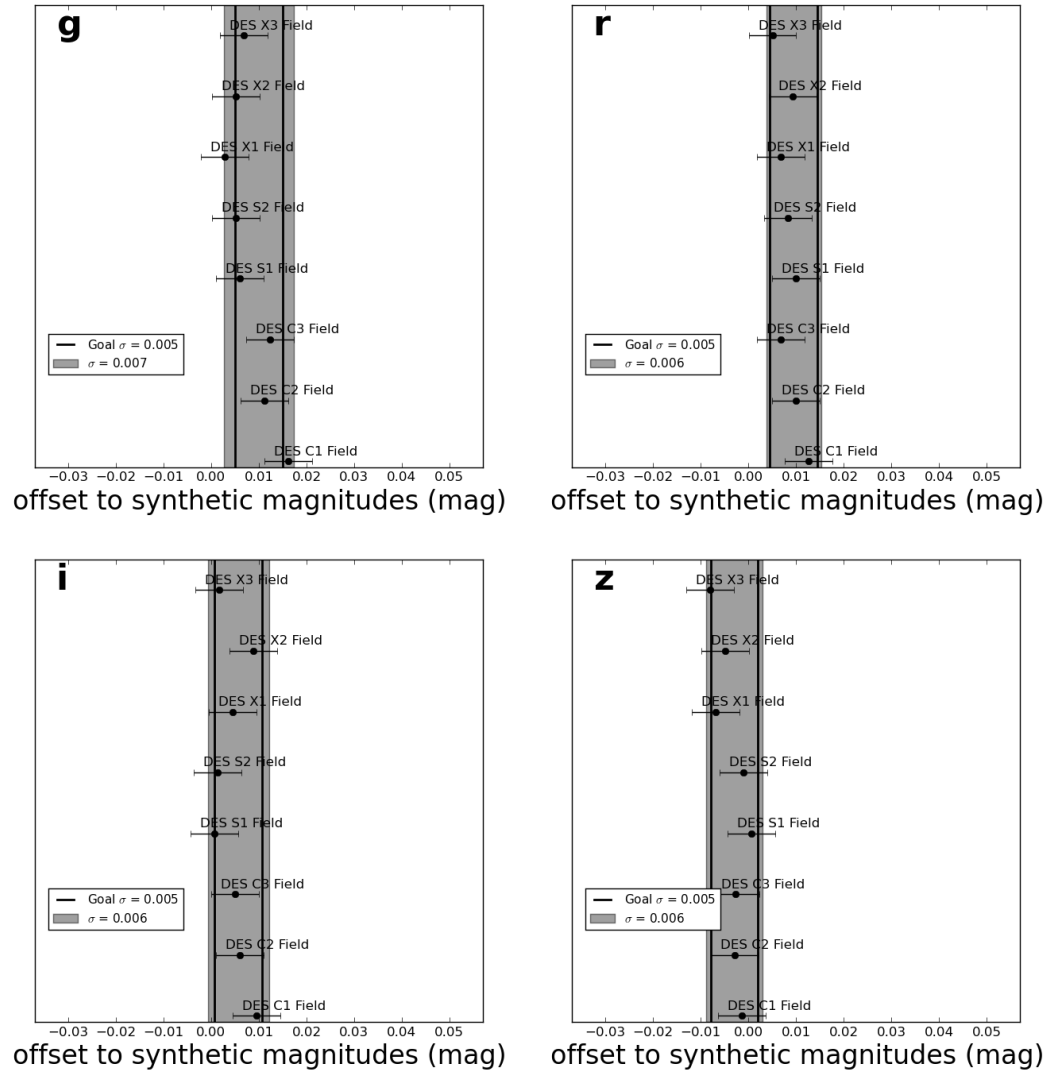 g
DES X3 Field
DES X2 Field
DES X1 Field
DES S2 Field
DES S1 Field
DES C3 Field
Goal σ = 0.005
σ = 0.007
DES C2 Field
DES C1 Field
−0.03 −0.02 −0.01 0.00 0.01 0.02 0.03 0.04 0.05
offset to synthetic magnitudes (mag)
r
DES X3 Field
DES X2 Field
DES X1 Field
DES S2 Field
DES S1 Field
DES C3 Field
Goal σ = 0.005
σ = 0.006
DES C2 Field
DES C1 Field
−0.03 −0.02 −0.01 0.00 0.01 0.02 0.03 0.04 0.05
offset to synthetic magnitudes (mag)
i
DES X3 Field
DES X2 Field
DES X1 Field
DES S2 Field
DES S1 Field
DES C3 Field
Goal σ = 0.005
σ = 0.006
DES C2 Field
DES C1 Field
−0.03 −0.02 −0.01 0.00 0.01 0.02 0.03 0.04 0.05
offset to synthetic magnitudes (mag)
z
DES X3 Field
DES X2 Field
DES X1 Field
DES S2 Field
DES S1 Field
DES C3 Field
Goal σ = 0.005
σ = 0.006
DES C2 Field
DES C1 Field
−0.03 −0.02 −0.01 0.00 0.01 0.02 0.03 0.04 0.05
offset to synthetic magnitudes (mag)